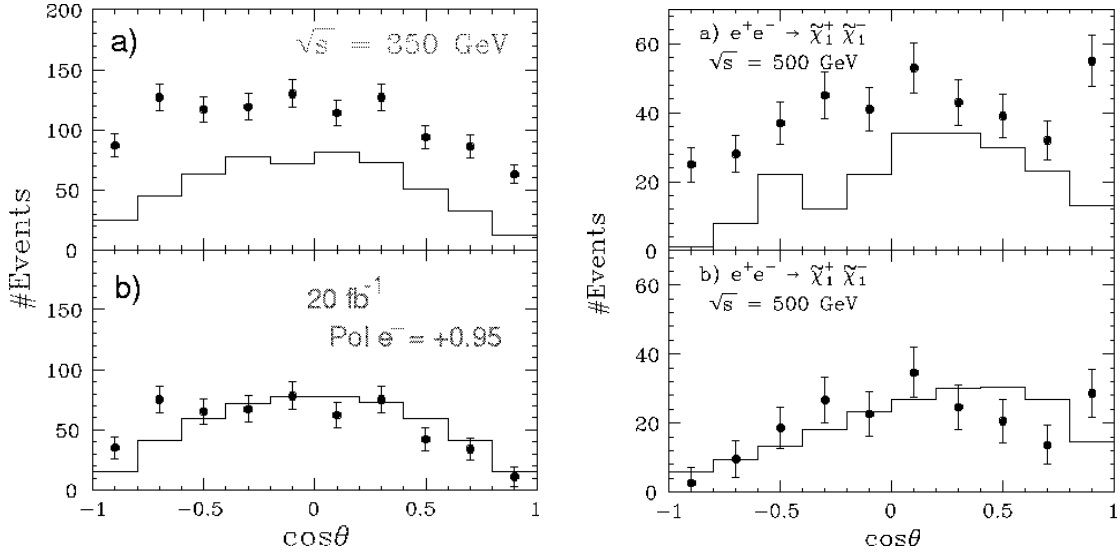 200
a)
√s = 350 GeV
150
100
50
0
b)
20 fb⁻¹
Pol e⁻ = +0.95
150
100
50
0
#Events
−1
−0.5
0
0.5
1
cosθ
60
a) e⁺e⁻ → χ̃₁⁺ χ̃₁⁻
√s = 500 GeV
40
20
0
b) e⁺e⁻ → χ̃₁⁺ χ̃₁⁻
√s = 500 GeV
60
40
20
0
#Events
−1
−0.5
0
0.5
1
cosθ